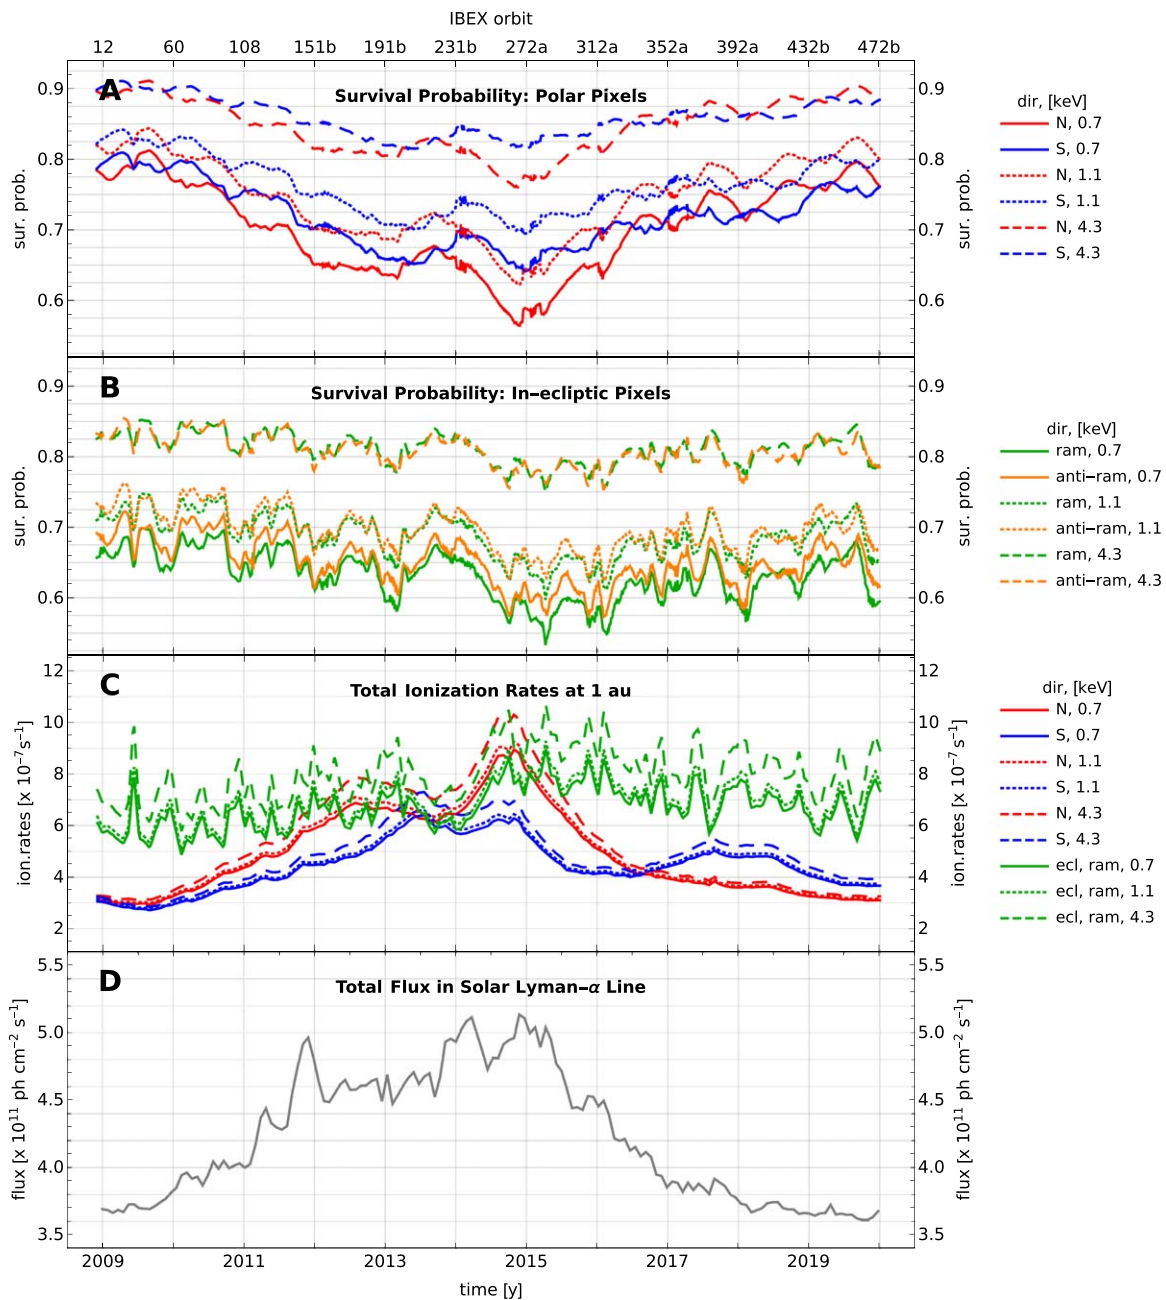 IBEX orbit
12 60 108 151b 191b 231b 272a 312a 352a 392a 432b 472b
A
Survival Probability: Polar Pixels
sur. prob.
0.9
0.8
0.7
0.6
0.9
0.8
0.7
0.6
sur. prob.
dir, [keV]
N, 0.7
S, 0.7
N, 1.1
S, 1.1
N, 4.3
S, 4.3
B
Survival Probability: In−ecliptic Pixels
sur. prob.
0.9
0.8
0.7
0.6
0.9
0.8
0.7
0.6
sur. prob.
dir, [keV]
ram, 0.7
anti−ram, 0.7
ram, 1.1
anti−ram, 1.1
ram, 4.3
anti−ram, 4.3
C
Total Ionization Rates at 1 au
ion.rates [x 10⁻⁷s⁻¹]
12
10
8
6
4
2
12
10
8
6
4
2
ion.rates [x 10⁻⁷ s⁻¹]
dir, [keV]
N, 0.7
S, 0.7
N, 1.1
S, 1.1
N, 4.3
S, 4.3
ecl, ram, 0.7
ecl, ram, 1.1
ecl, ram, 4.3
D
Total Flux in Solar Lyman−α Line
flux [x 10¹¹ ph cm⁻² s⁻¹]
5.5
5.0
4.5
4.0
3.5
5.5
5.0
4.5
4.0
3.5
flux [x 10¹¹ ph cm⁻² s⁻¹]
2009 2011 2013 2015 2017 2019
time [y]